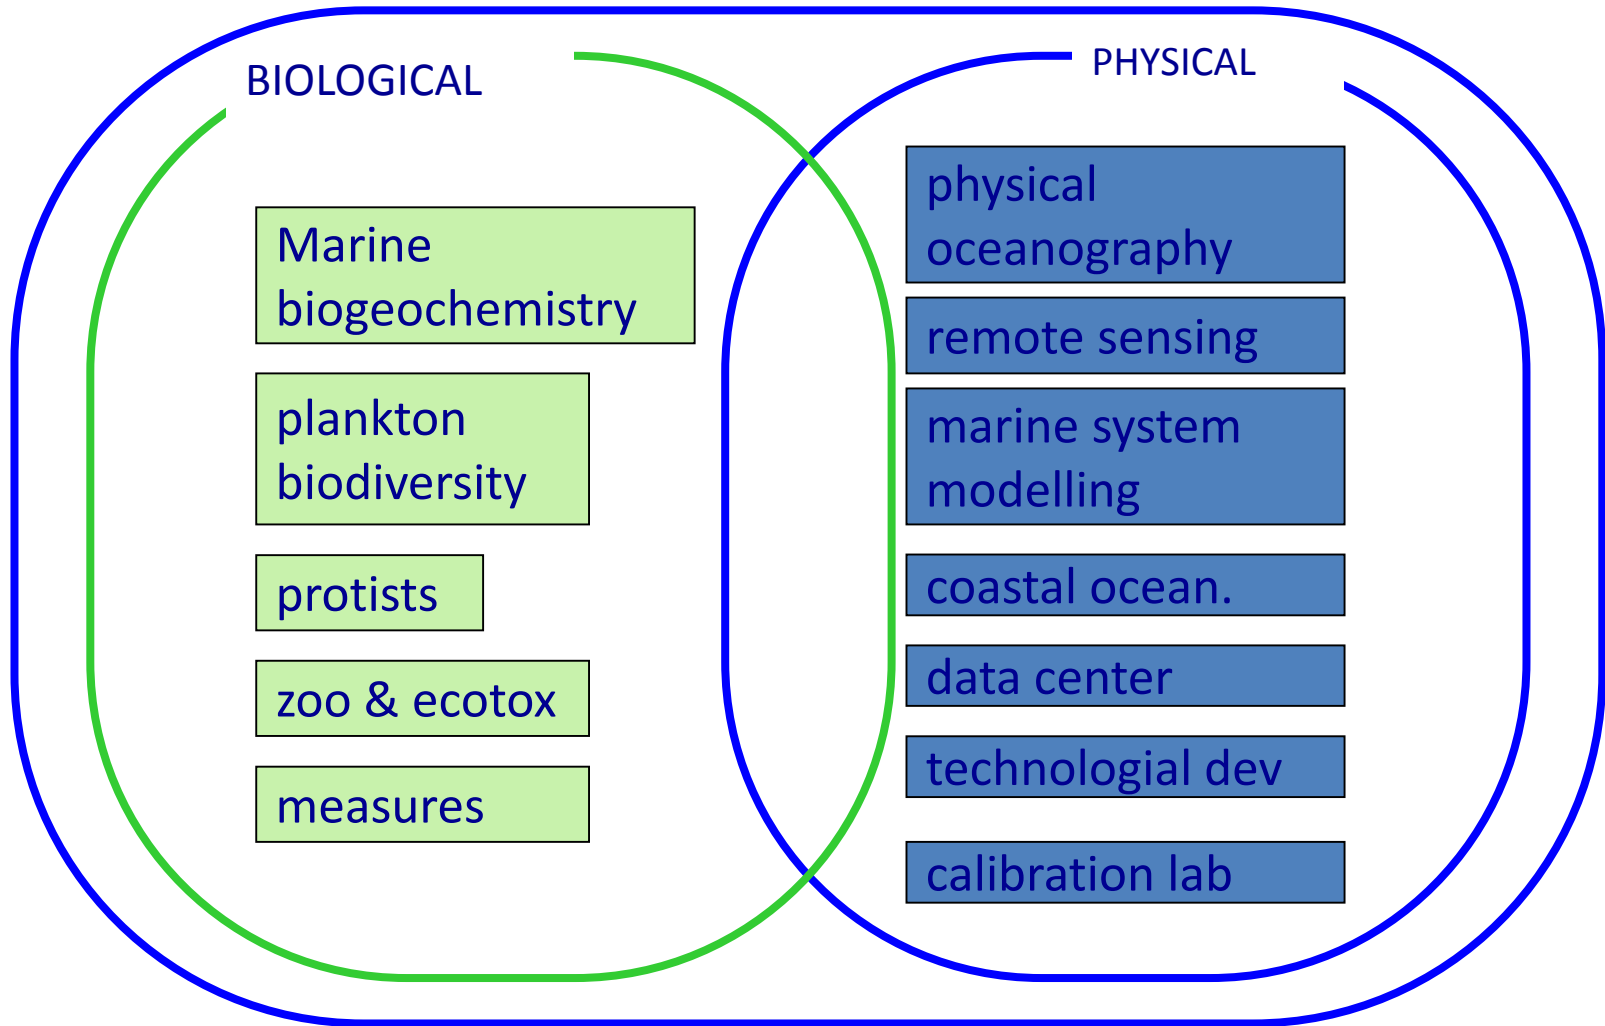 BIOLOGICAL
Marine
biogeochemistry
plankton
biodiversity
protists
zoo & ecotox
measures
PHYSICAL
physical
oceanography
remote sensing
marine system
modelling
coastal ocean.
data center
technologial dev
calibration lab